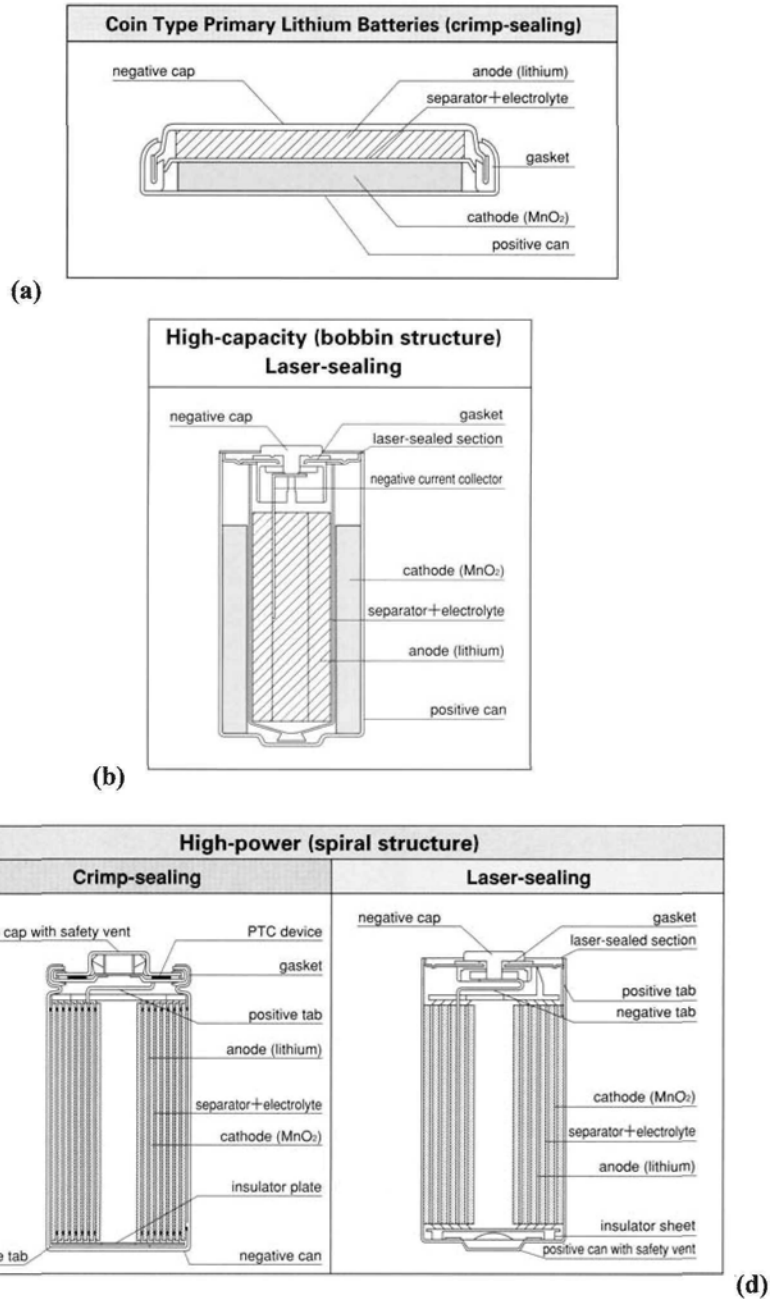 Coin Type Primary Lithium Batteries (crimp-sealing)
negative cap
anode (lithium)
separator+electrolyte
gasket
cathode (MnO₂)
positive can
(a)
High-capacity (bobbin structure)
Laser-sealing
negative cap
gasket
laser-sealed section
negative current collector
cathode (MnO₂)
separator+electrolyte
anode (lithium)
positive can
(b)
High-power (spiral structure)
Crimp-sealing
cap with safety vent
PTC device
gasket
positive tab
anode (lithium)
separator+electrolyte
cathode (MnO₂)
insulator plate
tab
negative can
Laser-sealing
negative cap
gasket
laser-sealed section
positive tab
negative tab
cathode (MnO₂)
separator+electrolyte
anode (lithium)
insulator sheet
positive can with safety vent
(d)